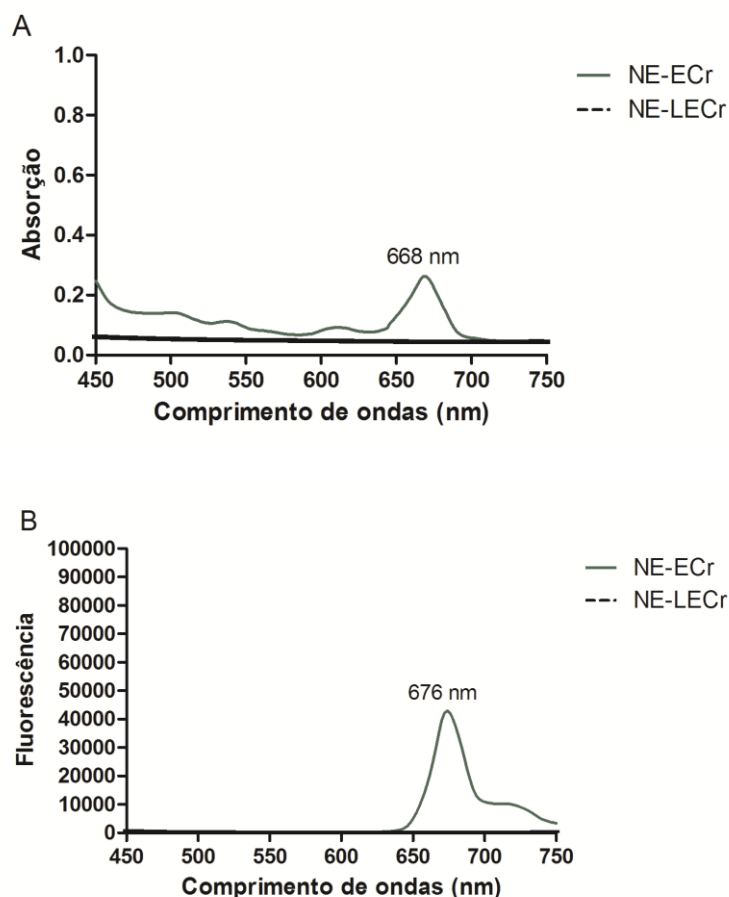 A
1.0
0.8
0.6
0.4
0.2
0.0
Absorção
668 nm
450 500 550 600 650 700 750
Comprimento de ondas (nm)
NE-ECr
NE-LECr
B
100000
90000
80000
70000
60000
50000
40000
30000
20000
10000
0
Fluorescência
676 nm
450 500 550 600 650 700 750
Comprimento de ondas (nm)
NE-ECr
NE-LECr